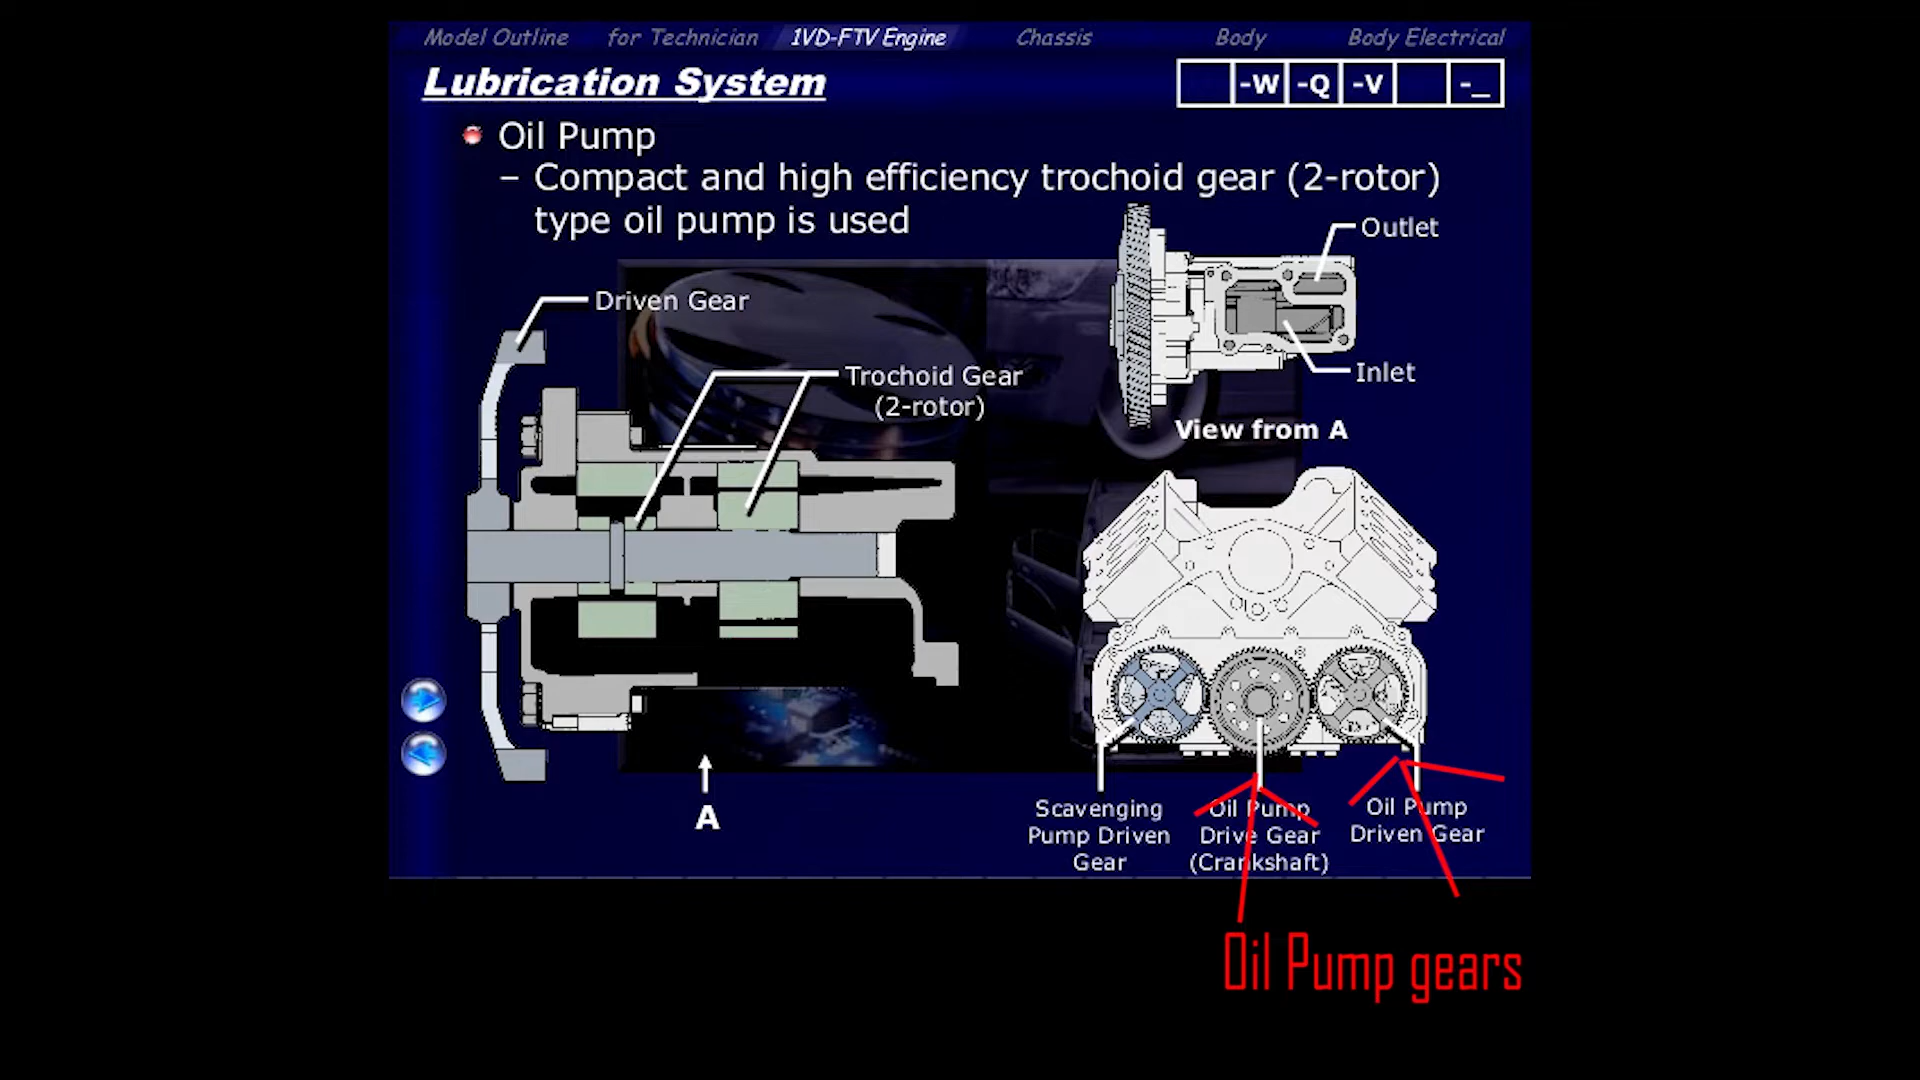 Model Outline for Technician 1VD-FTV Engine Chassis Body Body Electrical
Lubrication System
-W -Q -V -_
Oil Pump
– Compact and high efficiency trochoid gear (2-rotor)
type oil pump is used
Outlet
Driven Gear
Trochoid Gear
(2-rotor)
Inlet
View from A
A
Scavenging
Pump Driven
Gear
Oil Pump
Drive Gear
(Crankshaft)
Oil Pump
Driven Gear
Oil Pump gears